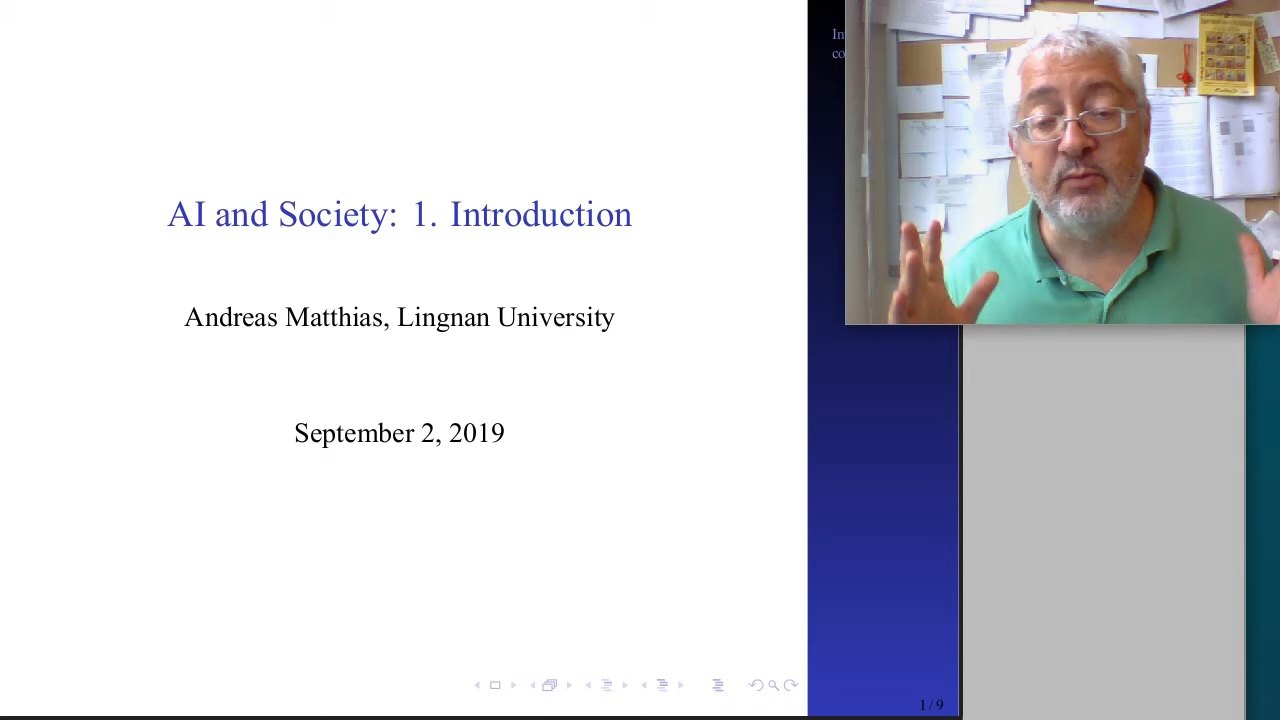 AI and Society: 1. Introduction
Andreas Matthias, Lingnan University
September 2, 2019
1 / 9